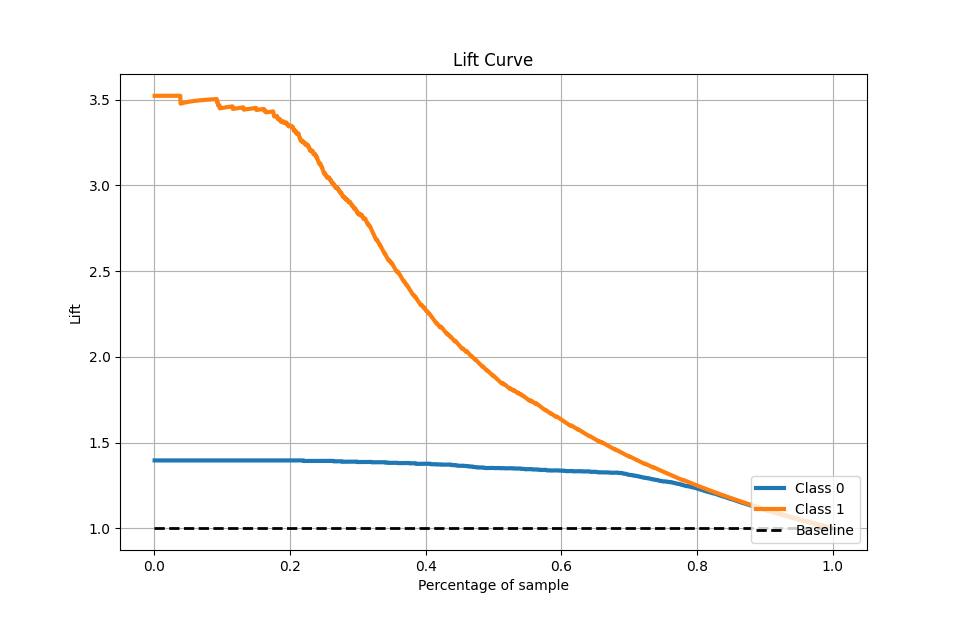 Lift Curve
Lift
3.5
3.0
2.5
2.0
1.5
1.0
0.0 0.2 0.4 0.6 0.8 1.0
Percentage of sample
Class 0
Class 1
Baseline